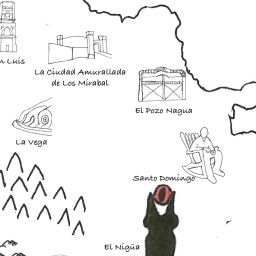 n Luis
La Ciudad Amurallada
de Los Mirabal
El Pozo Nagua
La Vega
Santo Domingo
El Nigüa